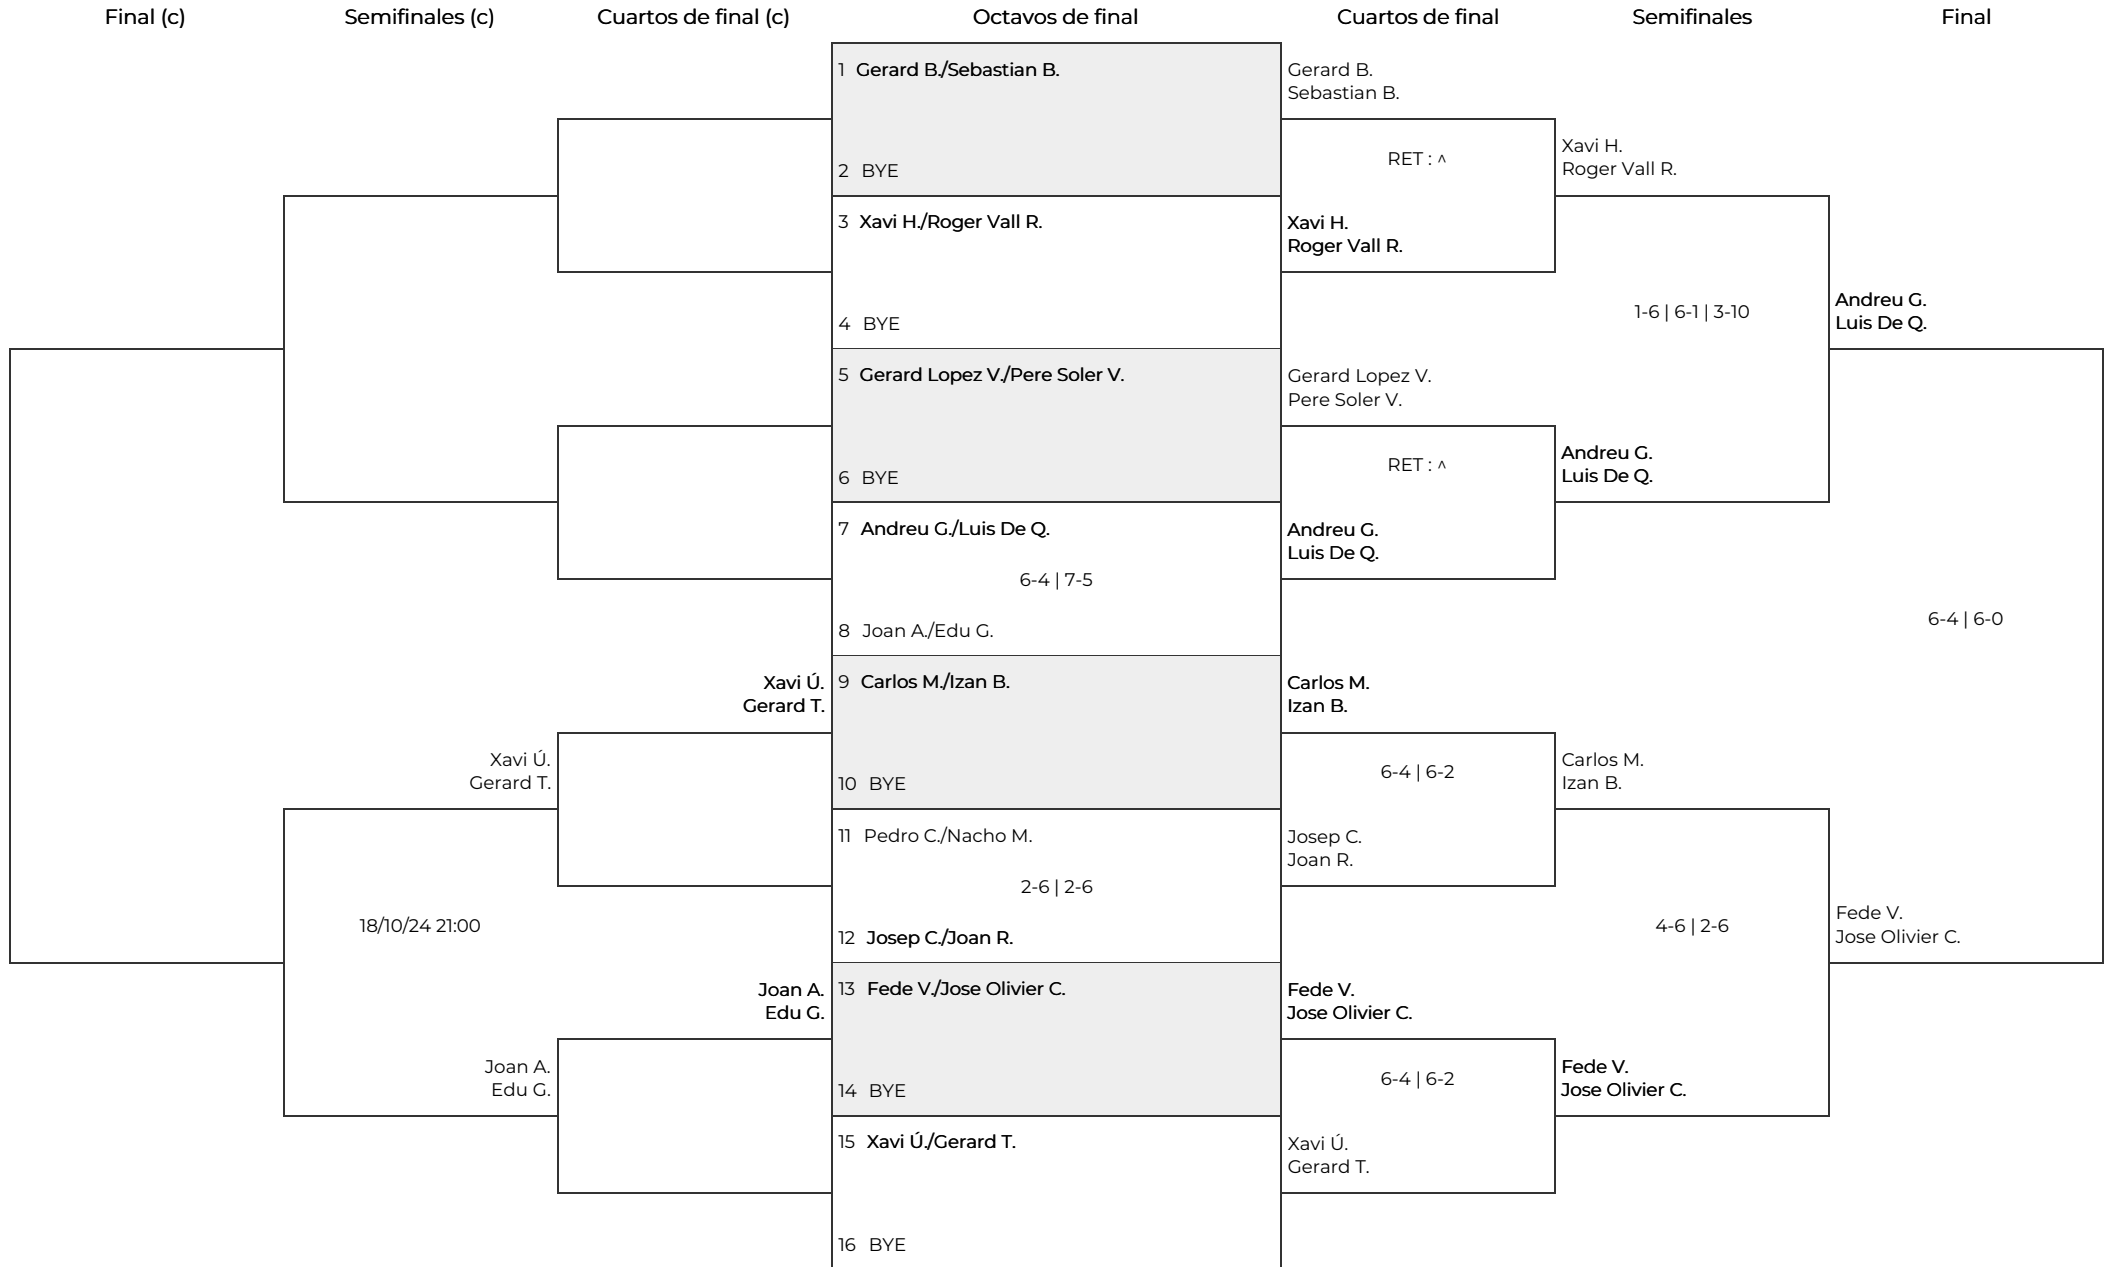 Final (c)
Semifinales (c)
Cuartos de final (c)
Octavos de final
Cuartos de final
Semifinales
Final
1 Gerard B./Sebastian B.
2 BYE
3 Xavi H./Roger Vall R.
4 BYE
5 Gerard Lopez V./Pere Soler V.
6 BYE
7 Andreu G./Luis De Q.
6-4 | 7-5
8 Joan A./Edu G.
9 Carlos M./Izan B.
10 BYE
11 Pedro C./Nacho M.
2-6 | 2-6
12 Josep C./Joan R.
13 Fede V./Jose Olivier C.
14 BYE
15 Xavi Ú./Gerard T.
16 BYE
Gerard B.
Sebastian B.
RET : ^
Xavi H.
Roger Vall R.
Gerard Lopez V.
Pere Soler V.
RET : ^
Andreu G.
Luis De Q.
Carlos M.
Izan B.
6-4 | 6-2
Josep C.
Joan R.
Fede V.
Jose Olivier C.
6-4 | 6-2
Xavi Ú.
Gerard T.
Xavi H.
Roger Vall R.
1-6 | 6-1 | 3-10
Andreu G.
Luis De Q.
Carlos M.
Izan B.
4-6 | 2-6
Fede V.
Jose Olivier C.
Andreu G.
Luis De Q.
6-4 | 6-0
Fede V.
Jose Olivier C.
Xavi Ú.
Gerard T.
Joan A.
Edu G.
Xavi Ú.
Gerard T.
18/10/24 21:00
Joan A.
Edu G.